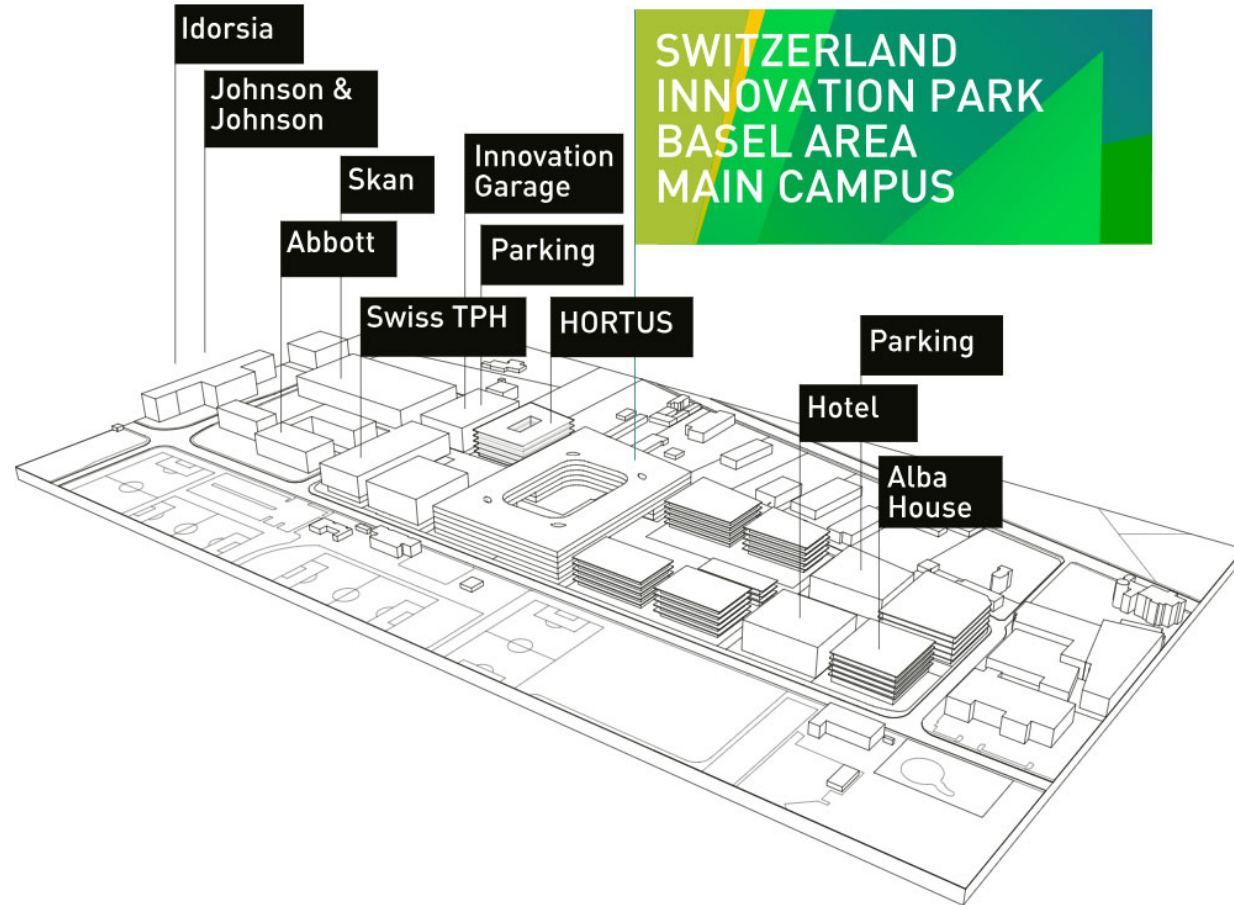 Idorsia
Johnson &
Johnson
Skan
Abbott
Innovation
Garage
Parking
Swiss TPH
HORTUS
SWITZERLAND
INNOVATION PARK
BASEL AREA
MAIN CAMPUS
Parking
Hotel
Alba
House